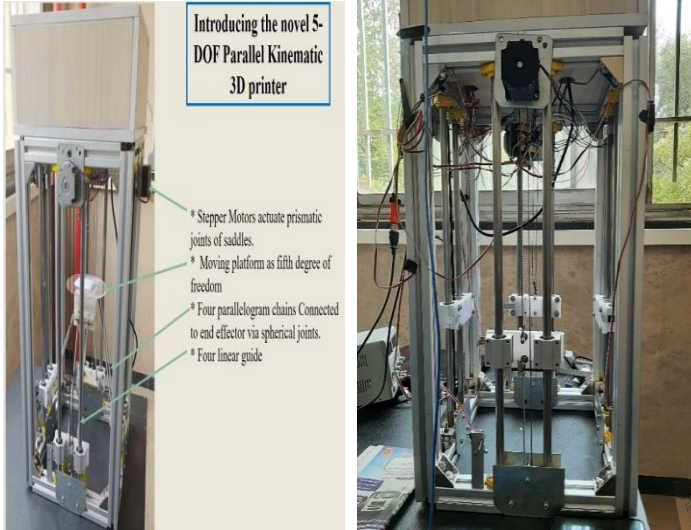 Introducing the novel 5-
DOF Parallel Kinematic
3D printer
* Stepper Motors actuate prismatic
joints of saddles.
* Moving platform as fifth degree of
freedom
* Four parallelogram chains Connected
to end effector via spherical joints.
* Four linear guide